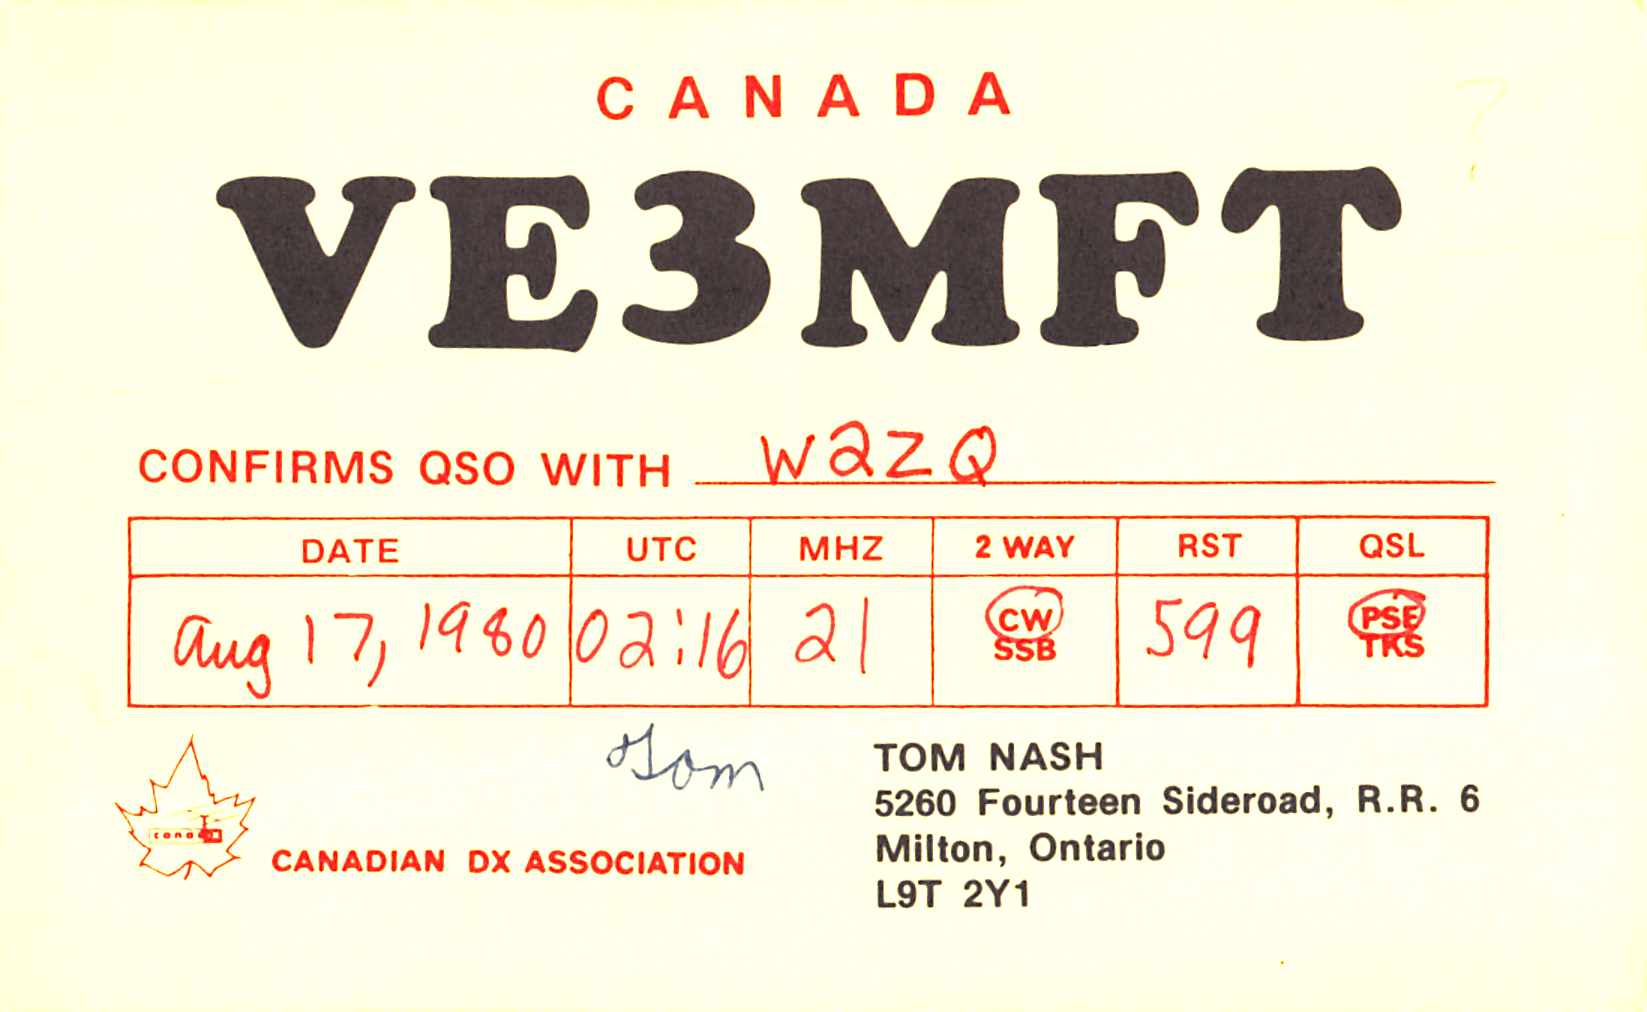 CANADA
VE3MFT
CONFIRMS QSO WITH W2ZQ
DATE UTC MHZ 2 WAY RST QSL
Aug 17, 1980 02:16 21 CW SSB 599 PSE TKS
Tom
TOM NASH
5260 Fourteen Sideroad, R.R. 6
Milton, Ontario
L9T 2Y1
canada
CANADIAN DX ASSOCIATION